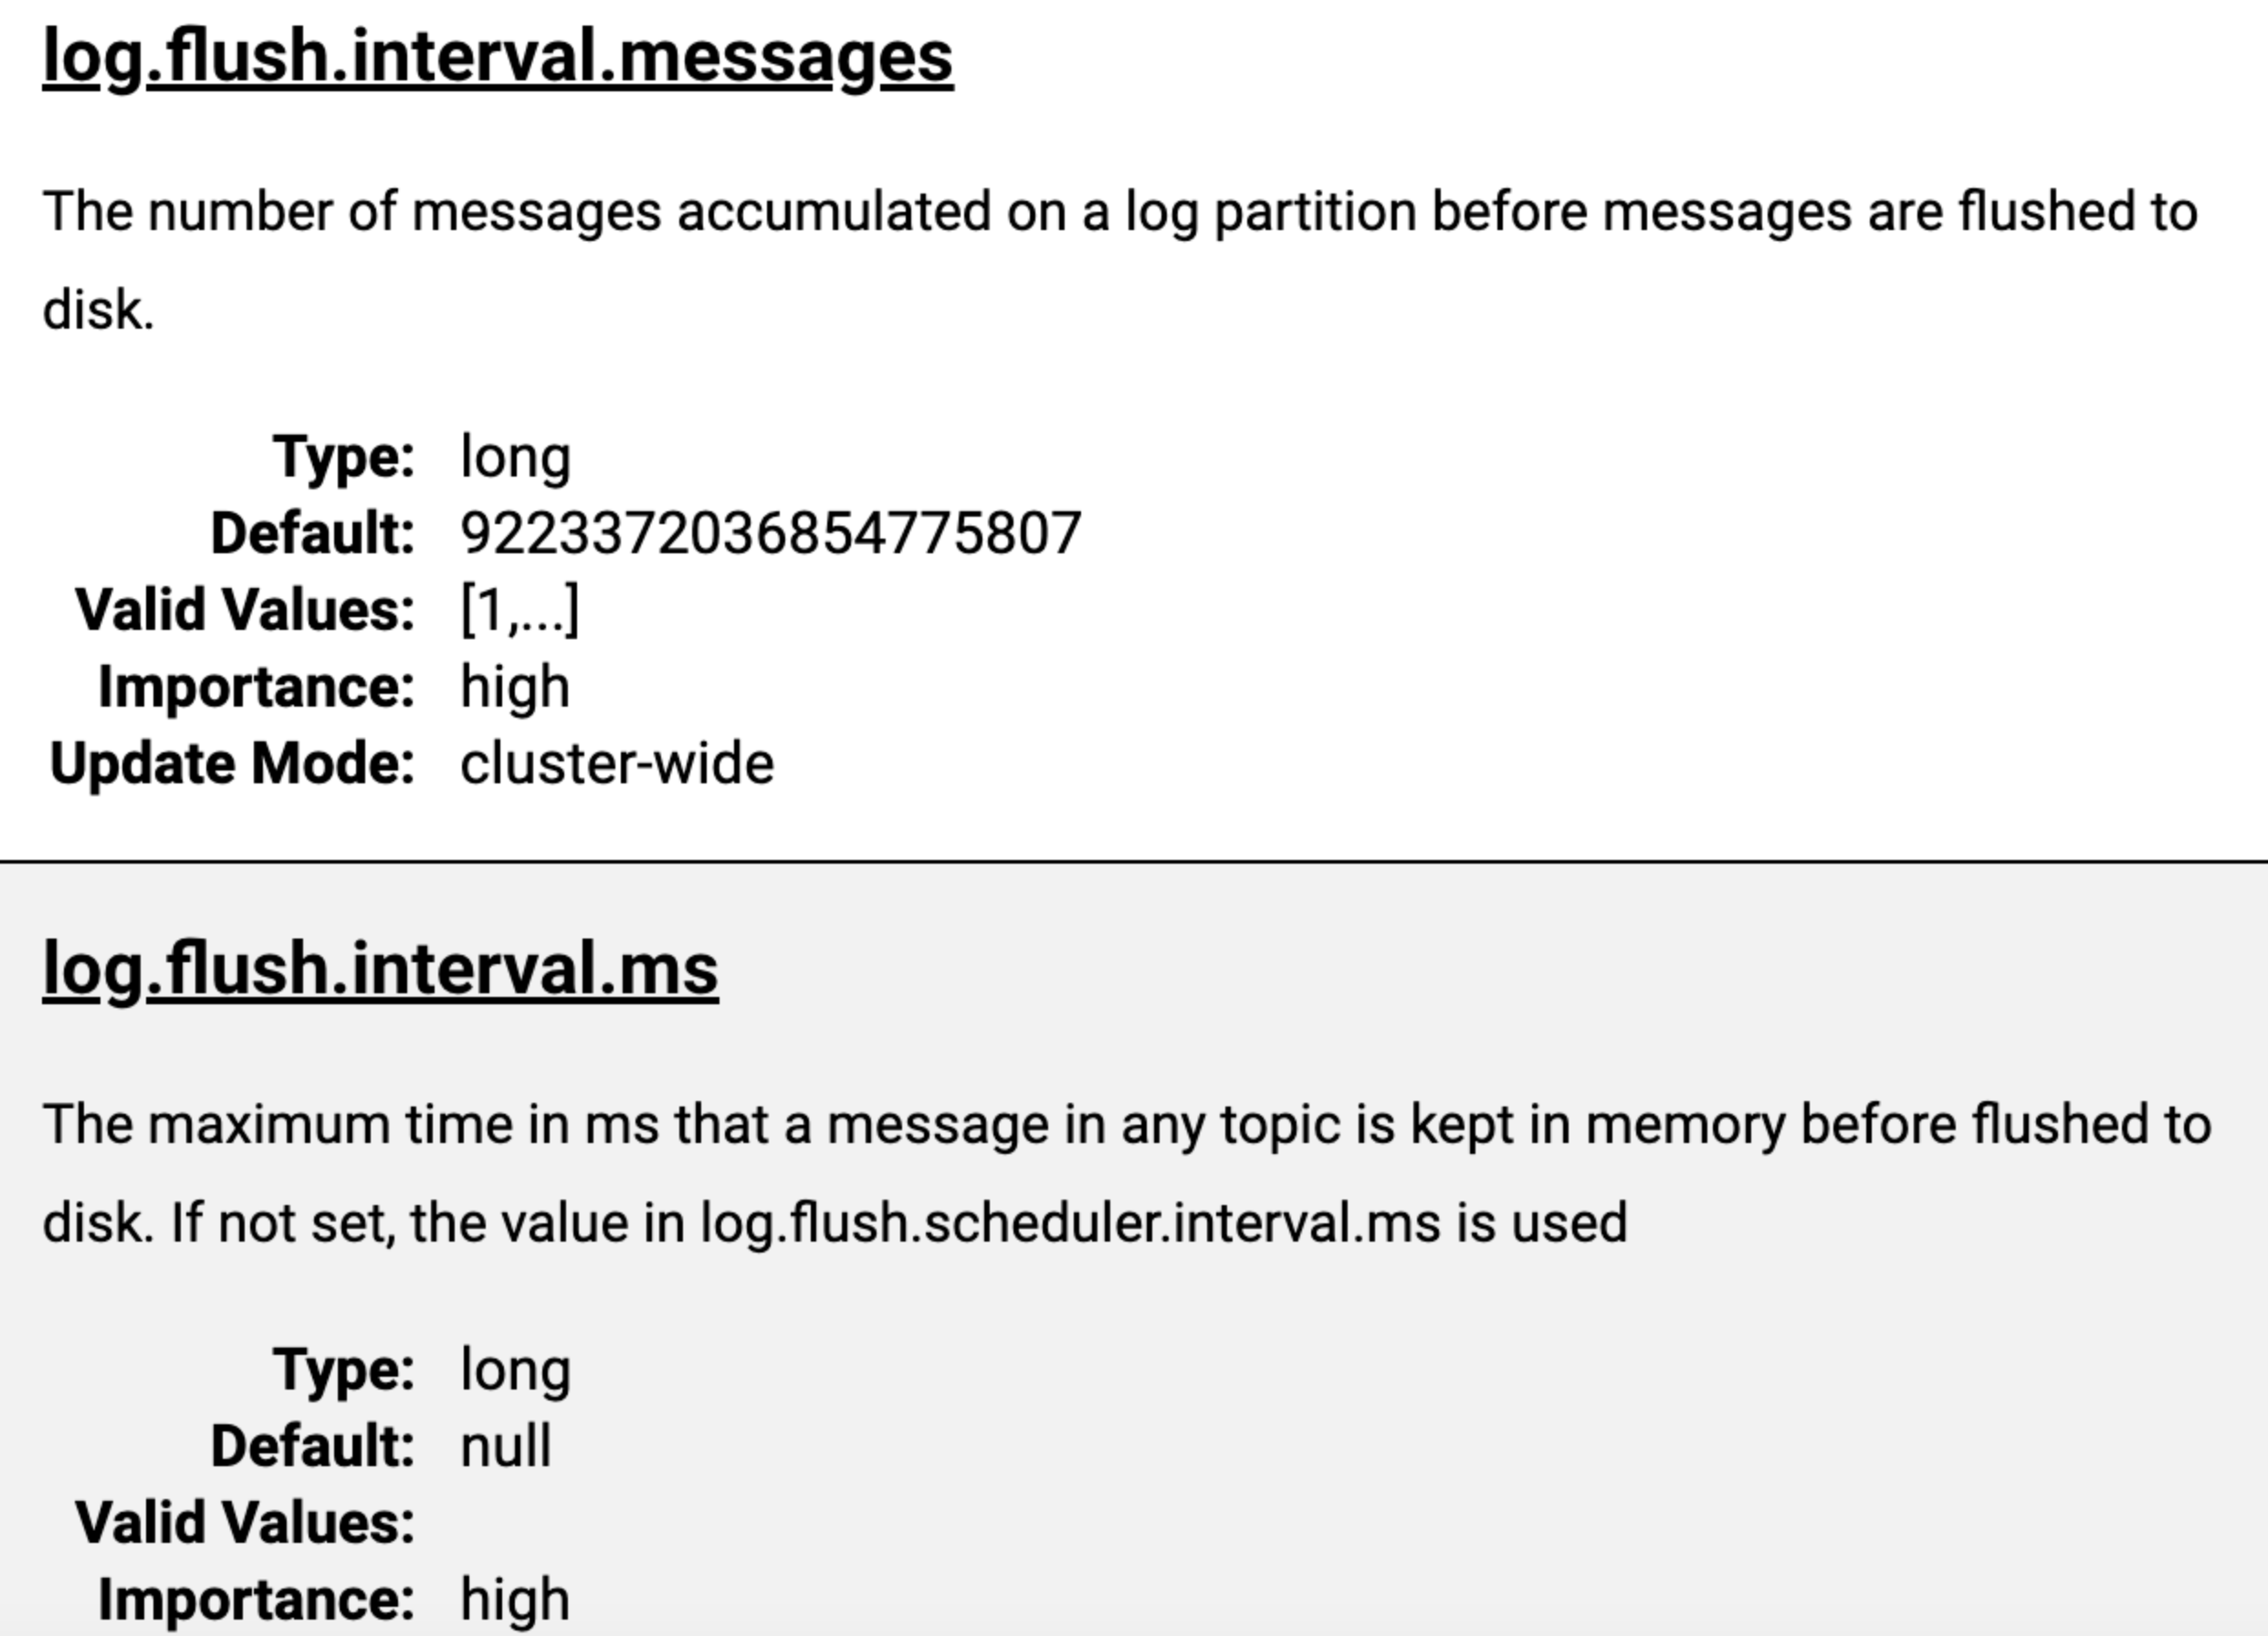 log.flush.interval.messages
The number of messages accumulated on a log partition before messages are flushed to
disk.
Type: long
Default: 9223372036854775807
Valid Values: [1,...]
Importance: high
Update Mode: cluster-wide
log.flush.interval.ms
The maximum time in ms that a message in any topic is kept in memory before flushed to
disk. If not set, the value in log.flush.scheduler.interval.ms is used
Type: long
Default: null
Valid Values:
Importance: high